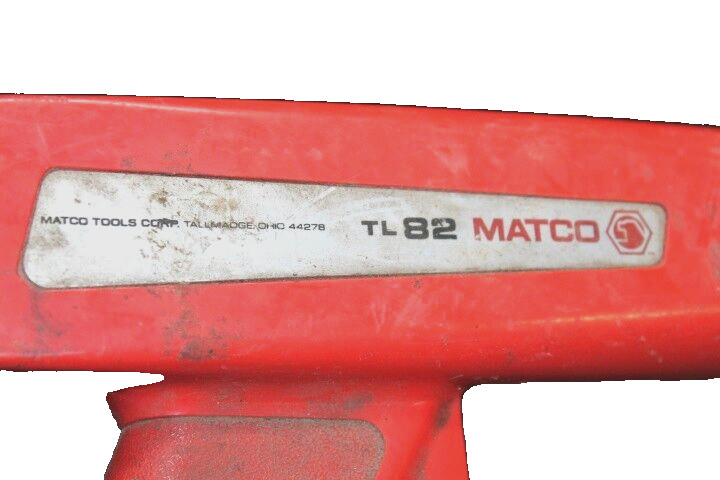 MATCO TOOLS CORP. TALLMADGE, OHIO 44278 TL 82 MATCO